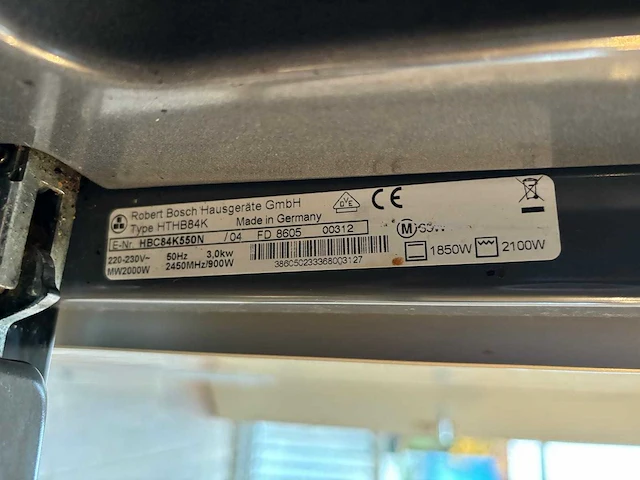 Robert Bosch Hausgeräte GmbH
Type HTHB84K Made in Germany
E-Nr. HBC84K550N / 04 FD 8605 00312
220-230V~ 50Hz 3,0kw
MW2000W 2450MHz/900W
386050233368003127
CE
1850W 2100W